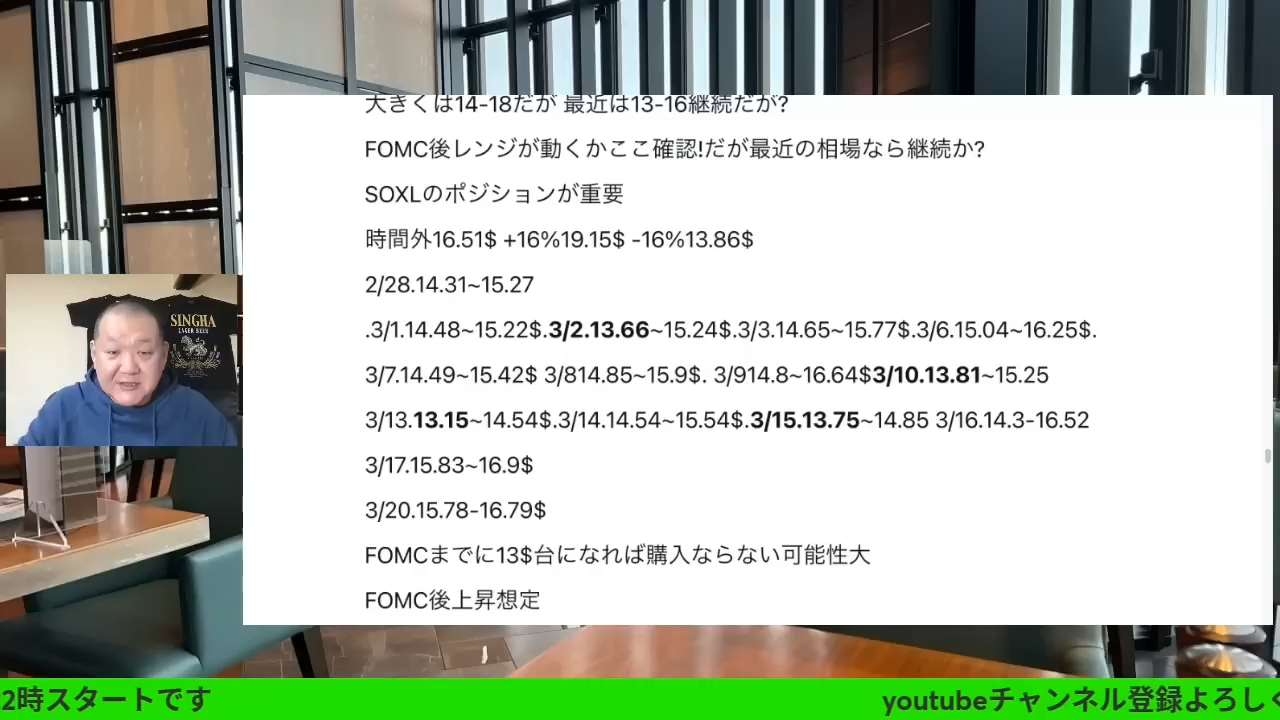 大きくは14-18だが 最近は13-16継続だが?
FOMC後レンジが動くかここ確認!だが最近の相場なら継続か?
SOXLのポジションが重要
時間外16.51$ +16%19.15$ -16%13.86$
2/28.14.31~15.27
.3/1.14.48~15.22$.3/2.13.66~15.24$.3/3.14.65~15.77$.3/6.15.04~16.25$.
3/7.14.49~15.42$ 3/814.85~15.9$. 3/914.8~16.64$3/10.13.81~15.25
3/13.13.15~14.54$.3/14.14.54~15.54$.3/15.13.75~14.85 3/16.14.3-16.52
3/17.15.83~16.9$
3/20.15.78-16.79$
FOMCまでに13$台になれば購入ならない可能性大
FOMC後上昇想定
SINGHA
LAGER BEER
2時スタートです
youtubeチャンネル登録よろしく